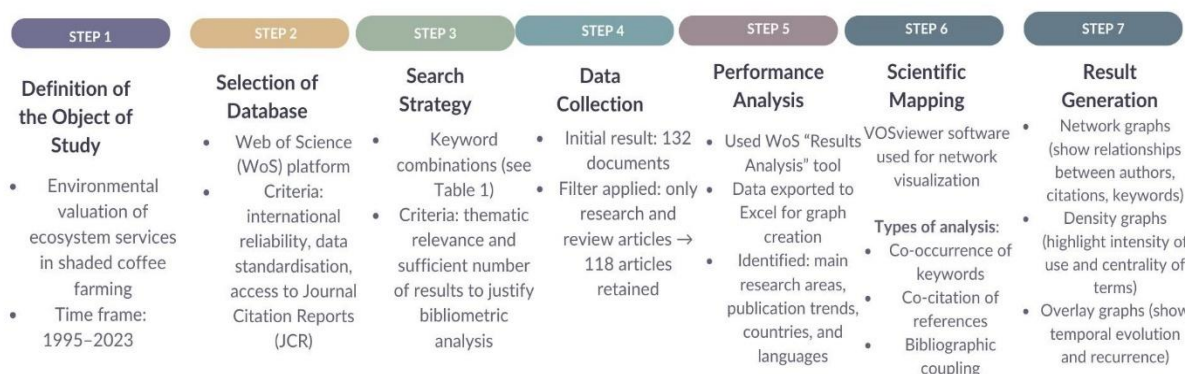 STEP 1
Definition of
the Object of
Study
• Environmental
valuation of
ecosystem services
in shaded coffee
farming
• Time frame:
1995–2023
STEP 2
Selection of
Database
• Web of Science
(WoS) platform
• Criteria:
international
reliability, data
standardisation,
access to Journal
Citation Reports
(JCR)
STEP 3
Search
Strategy
• Keyword
combinations (see
Table 1)
• Criteria: thematic
relevance and
sufficient number
of results to justify
bibliometric
analysis
STEP 4
Data
Collection
• Initial result: 132
documents
• Filter applied: only
research and
review articles →
118 articles
retained
STEP 5
Performance
Analysis
• Used WoS “Results
Analysis” tool
• Data exported to
Excel for graph
creation
• Identified: main
research areas,
publication trends,
countries, and
languages
STEP 6
Scientific
Mapping
VOSviewer software
used for network
visualization
Types of analysis:
• Co-occurrence of
keywords
• Co-citation of
references
• Bibliographic
coupling
STEP 7
Result
Generation
• Network graphs
(show relationships
between authors,
citations, keywords)
• Density graphs
(highlight intensity of
use and centrality of
terms)
• Overlay graphs (show
temporal evolution
and recurrence)